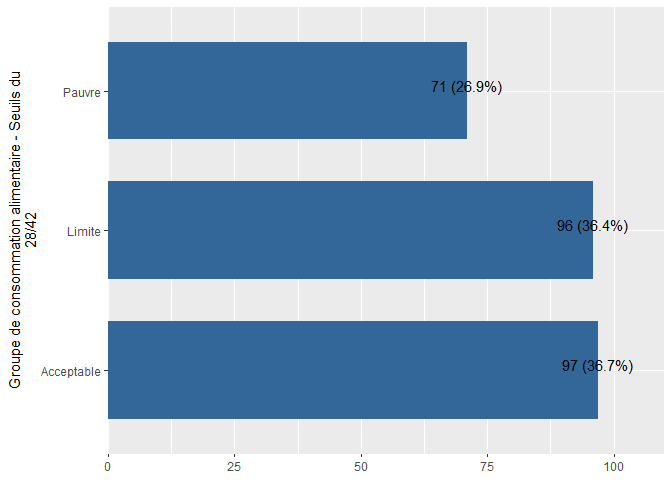 Groupe de consommation alimentaire - Seuils du
28/42
Pauvre
71 (26.9%)
Limite
96 (36.4%)
Acceptable
97 (36.7%)
0
25
50
75
100